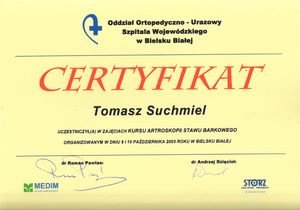 Oddział Ortopedyczno - Urazowy
Szpitala Wojewódzkiego
w Bielsku Białej
CERTYFIKAT
Tomasz Suchmiel
UCZESTNICZYŁ(A) W ZAJĘCIACH KURSU ARTROSKOPII STAWU BARKOWEGO
ORGANIZOWANYM W DNIU 9 I 10 PAŹDZIERNIKA 2003 ROKU W BIELSKU BIAŁEJ
dr Roman Pawlas:
dr Andrzej Dzięsiel:
MEDIM
STORZ